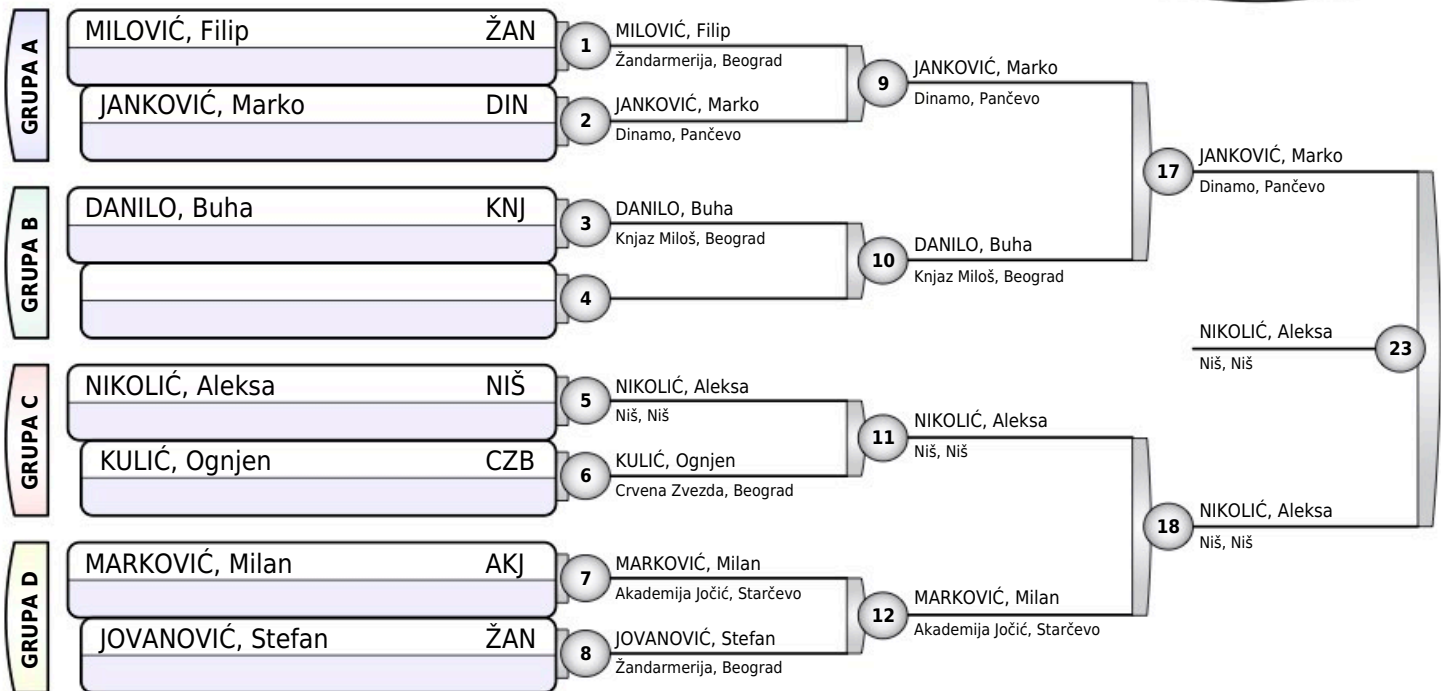 GRUPA A
MILOVIĆ, Filip ŽAN
JANKOVIĆ, Marko DIN
GRUPA B
DANILO, Buha KNJ
GRUPA C
NIKOLIĆ, Aleksa NIŠ
KULIĆ, Ognjen CZB
GRUPA D
MARKOVIĆ, Milan AKJ
JOVANOVIĆ, Stefan ŽAN
1
MILOVIĆ, Filip
Žandarmerija, Beograd
2
JANKOVIĆ, Marko
Dinamo, Pančevo
3
DANILO, Buha
Knjaz Miloš, Beograd
4
5
NIKOLIĆ, Aleksa
Niš, Niš
6
KULIĆ, Ognjen
Crvena Zvezda, Beograd
7
MARKOVIĆ, Milan
Akademija Jočić, Starčevo
8
JOVANOVIĆ, Stefan
Žandarmerija, Beograd
9
JANKOVIĆ, Marko
Dinamo, Pančevo
10
DANILO, Buha
Knjaz Miloš, Beograd
11
NIKOLIĆ, Aleksa
Niš, Niš
12
MARKOVIĆ, Milan
Akademija Jočić, Starčevo
17
JANKOVIĆ, Marko
Dinamo, Pančevo
18
NIKOLIĆ, Aleksa
Niš, Niš
NIKOLIĆ, Aleksa
Niš, Niš
23